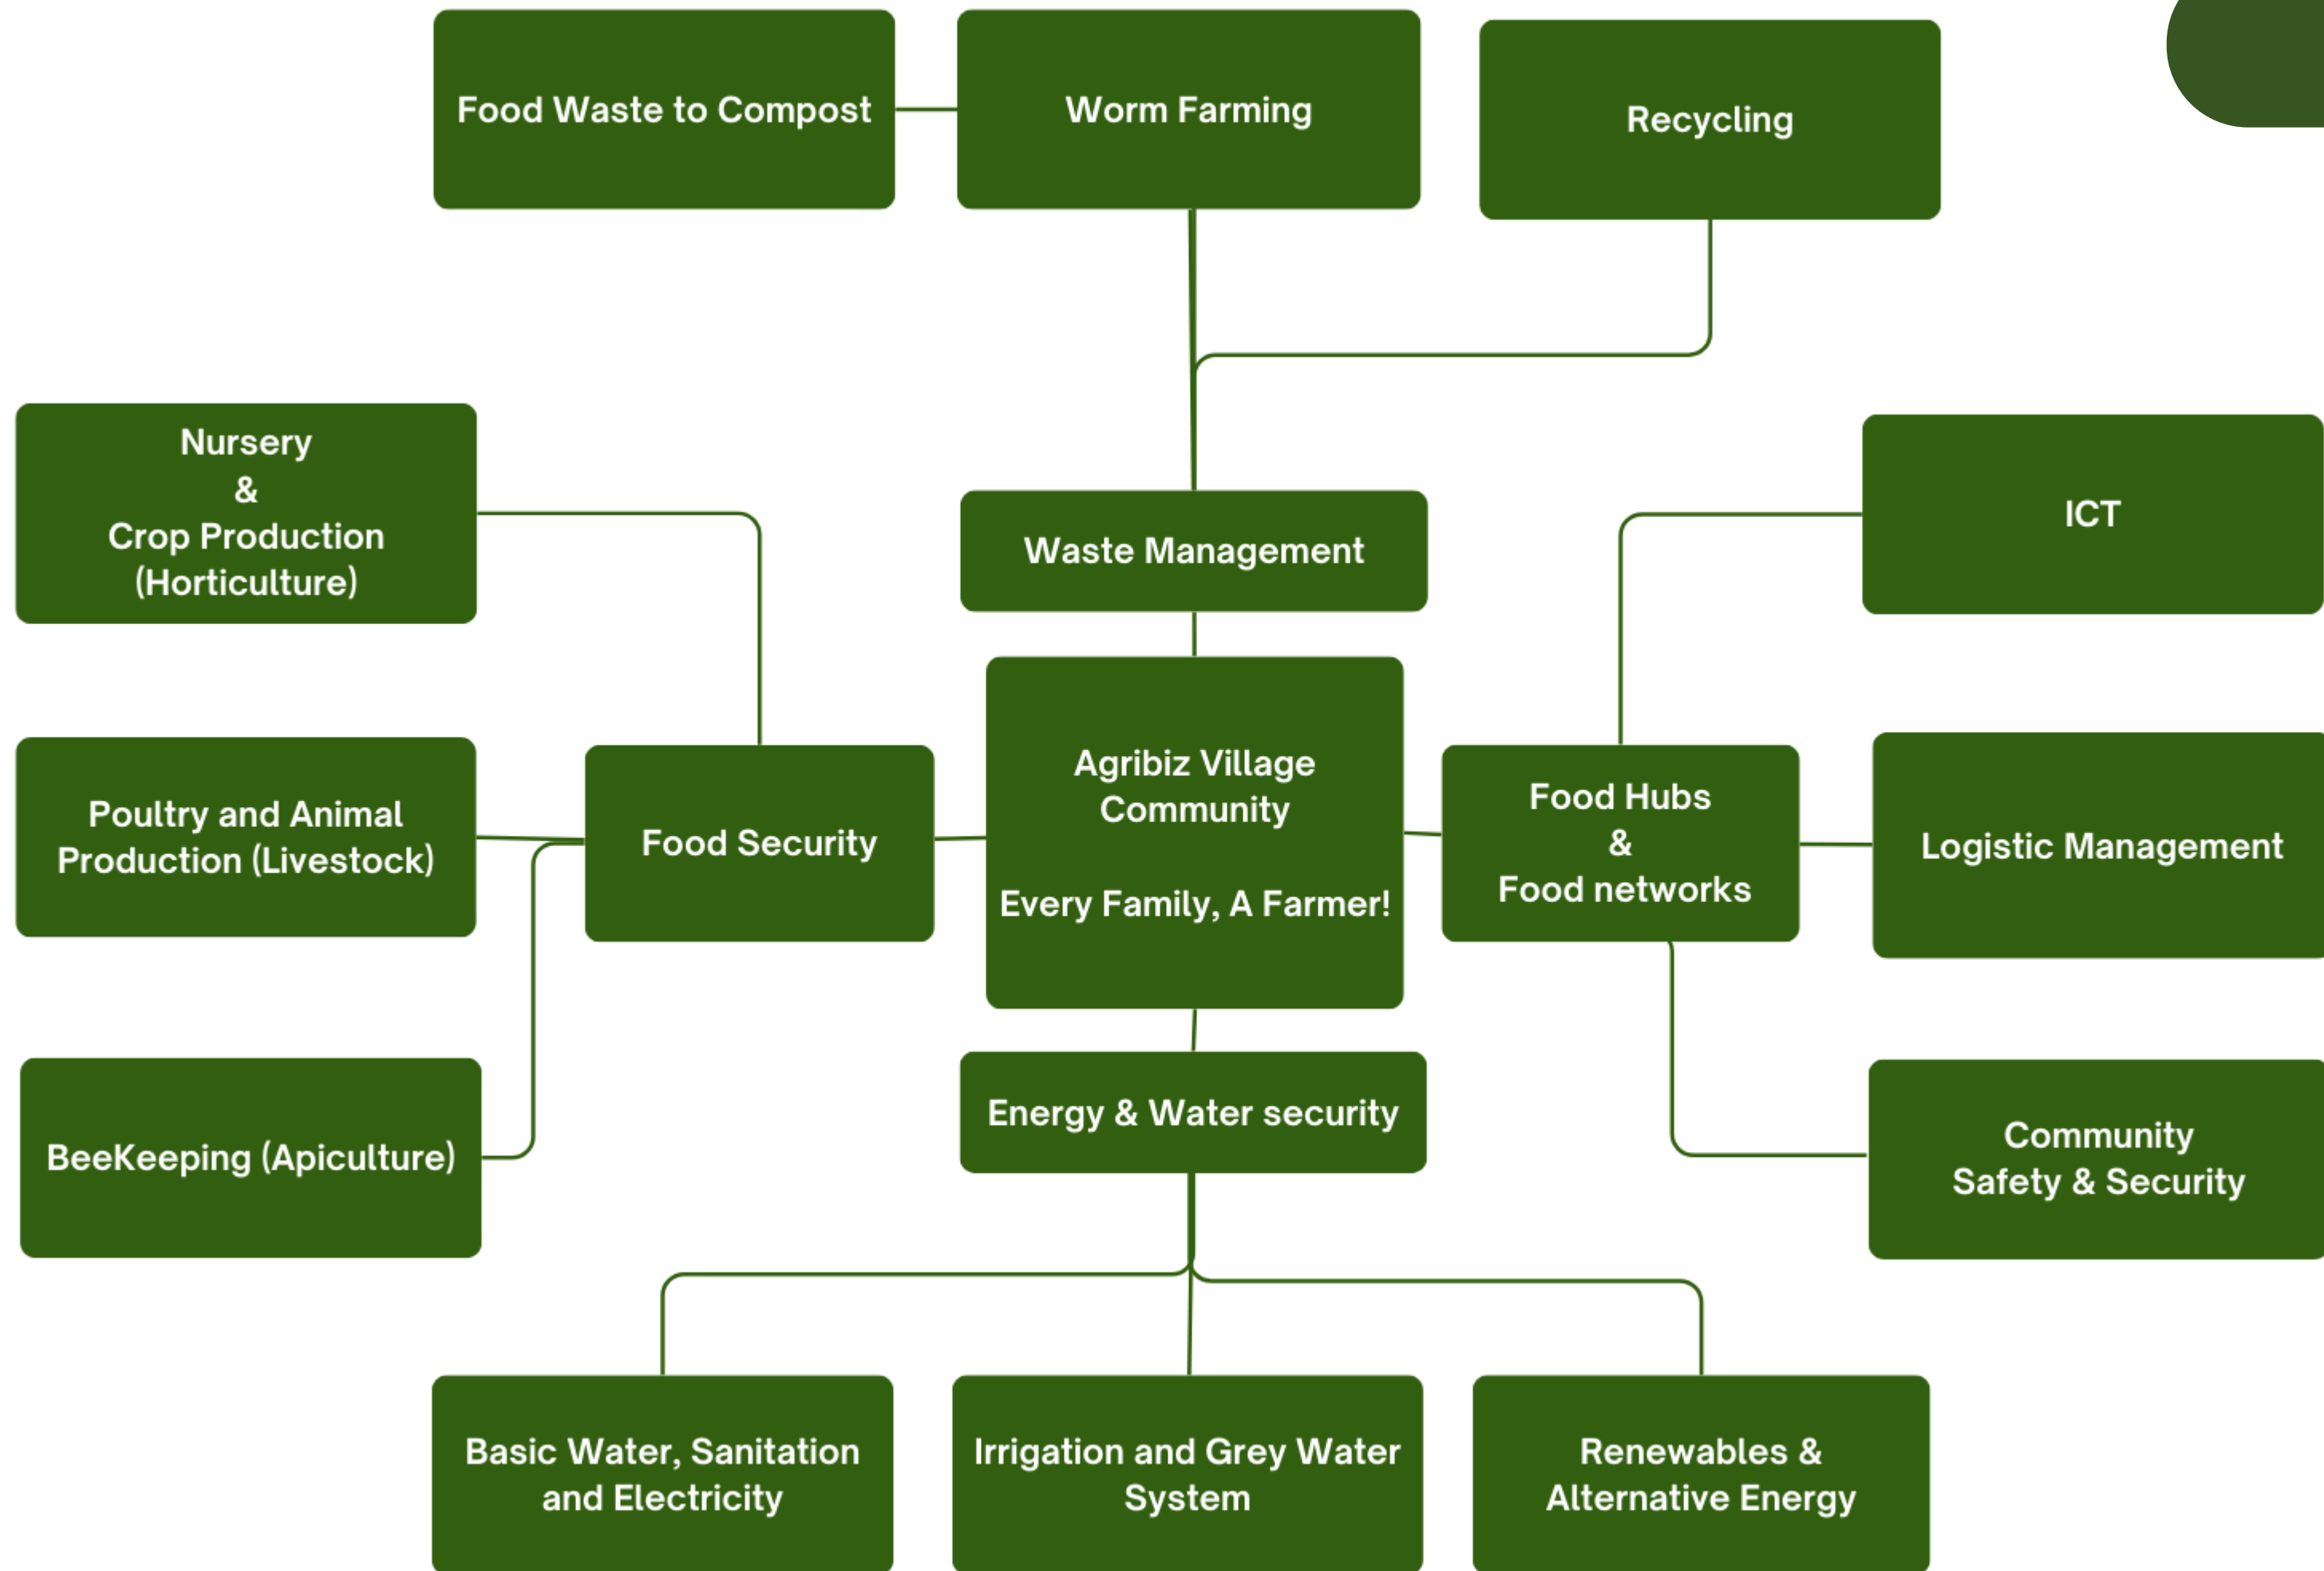 Food Waste to Compost
Worm Farming
Recycling
Nursery
&
Crop Production
(Horticulture)
Waste Management
ICT
Agribiz Village
Community
Every Family, A Farmer!
Poultry and Animal
Production (Livestock)
Food Security
Food Hubs
&
Food networks
Logistic Management
BeeKeeping (Apiculture)
Energy & Water security
Community
Safety & Security
Basic Water, Sanitation
and Electricity
Irrigation and Grey Water
System
Renewables &
Alternative Energy